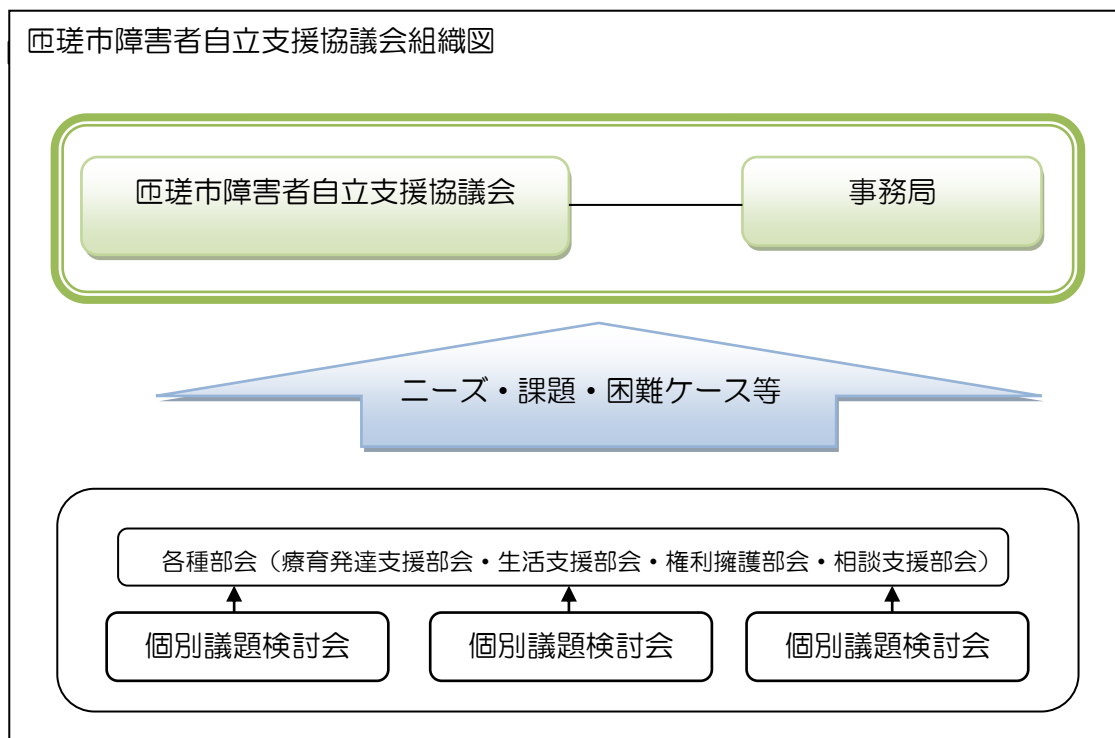 匝瑳市障害者自立支援協議会組織図
匝瑳市障害者自立支援協議会
事務局
ニーズ・課題・困難ケース等
各種部会（療育発達支援部会・生活支援部会・権利擁護部会・相談支援部会）
個別議題検討会
個別議題検討会
個別議題検討会